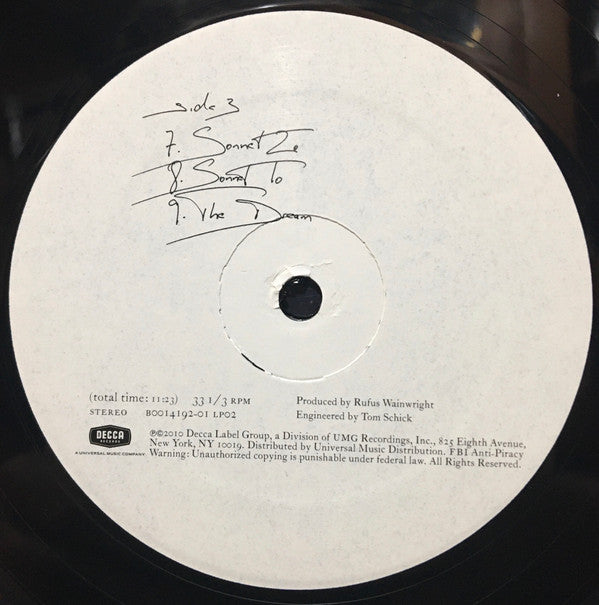 side 3
7. Sonnet 20
8. Sonnet 10
9. The Dream
(total time: 11:23) 33 1/3 RPM
STEREO B0014192-01 LP02
Produced by Rufus Wainwright
Engineered by Tom Schick
DECCA
RECORDS
A UNIVERSAL MUSIC COMPANY
℗©2010 Decca Label Group, a Division of UMG Recordings, Inc., 825 Eighth Avenue,
New York, NY 10019. Distributed by Universal Music Distribution. FBI Anti-Piracy
Warning: Unauthorized copying is punishable under federal law. All Rights Reserved.